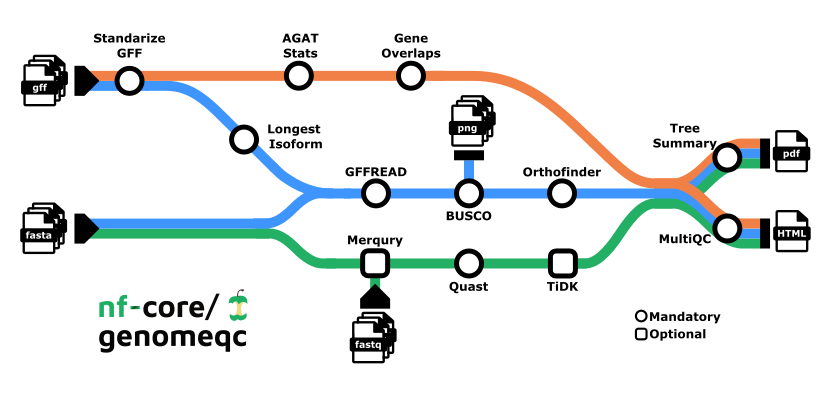 Standarize
GFF
AGAT
Stats
Gene
Overlaps
gff
Longest
Isoform
png
Tree
Summary
pdf
GFFREAD
BUSCO
Orthofinder
fasta
Merqury
Quast
TiDK
MultiQC
HTML
fastq
nf-core/
genomeqc
Mandatory
Optional